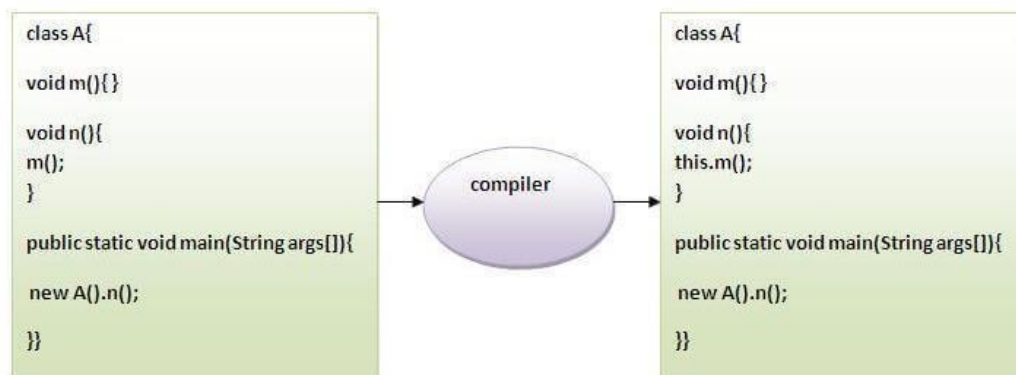 class A{
void m(){ }
void n(){
m();
}
public static void main(String args[]){
new A().n();
}}
compiler
class A{
void m(){ }
void n(){
this.m();
}
public static void main(String args[]){
new A().n();
}}